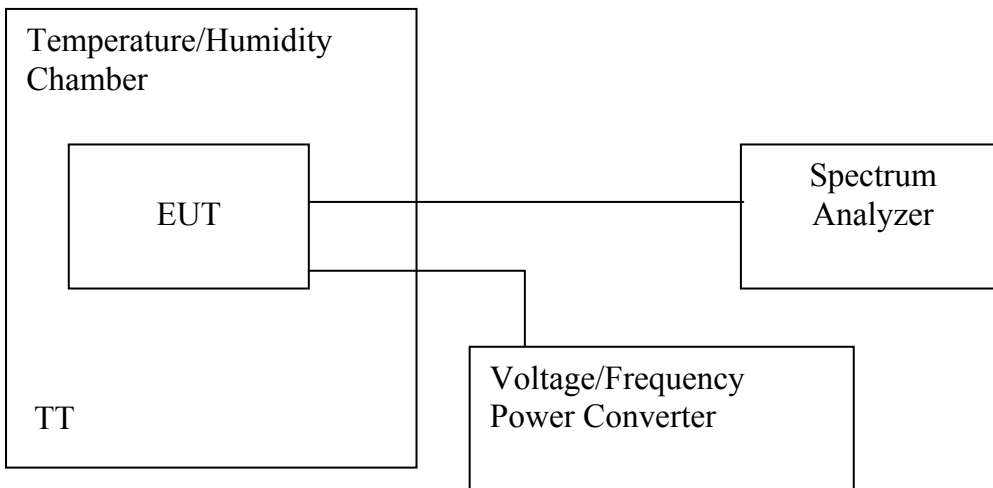 Temperature/Humidity
Chamber
EUT
Spectrum
Analyzer
Voltage/Frequency
Power Converter
TT